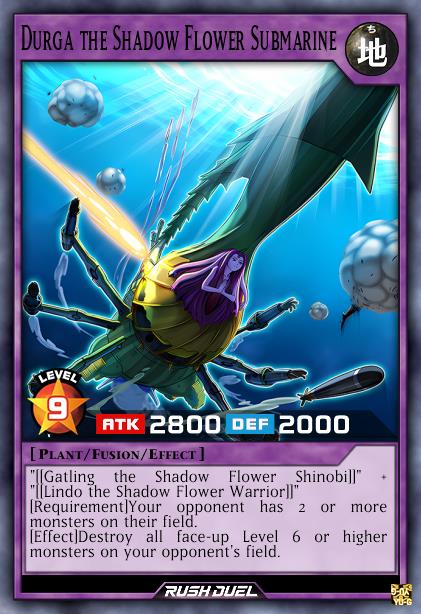 Durga the Shadow Flower Submarine
ち
地
LEVEL
9
ATK 2800 DEF 2000
[Plant/Fusion/Effect]
"[[Gatling the Shadow Flower Shinobi]]" +
"[[Lindo the Shadow Flower Warrior]]"
[Requirement]Your opponent has 2 or more
monsters on their field.
[Effect]Destroy all face-up Level 6 or higher
monsters on your opponent's field.
RUSH DUEL